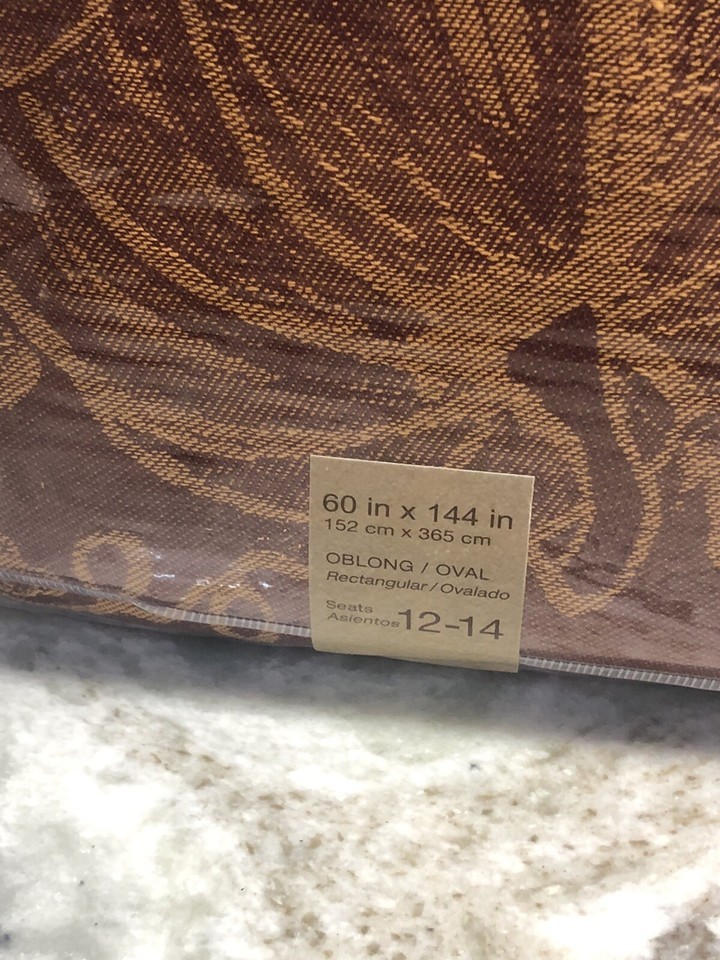 60 in x 144 in
152 cm x 365 cm
OBLONG / OVAL
Rectangular / Ovalado
Seats
Asientos 12-14